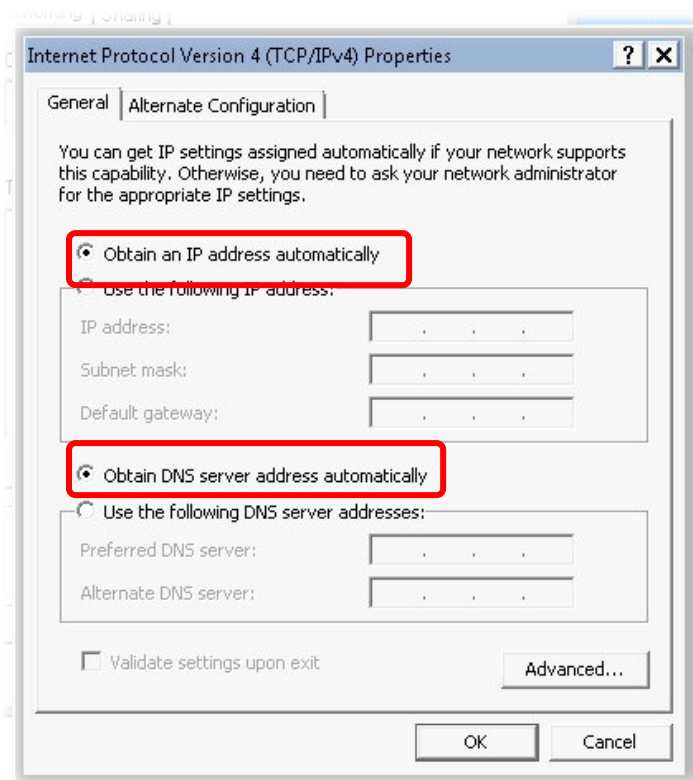 Networking | Sharing |
Internet Protocol Version 4 (TCP/IPv4) Properties
General
Alternate Configuration
You can get IP settings assigned automatically if your network supports
this capability. Otherwise, you need to ask your network administrator
for the appropriate IP settings.
Obtain an IP address automatically
Use the following IP address:
IP address:
Subnet mask:
Default gateway:
Obtain DNS server address automatically
Use the following DNS server addresses:
Preferred DNS server:
Alternate DNS server:
Validate settings upon exit
Advanced...
OK
Cancel